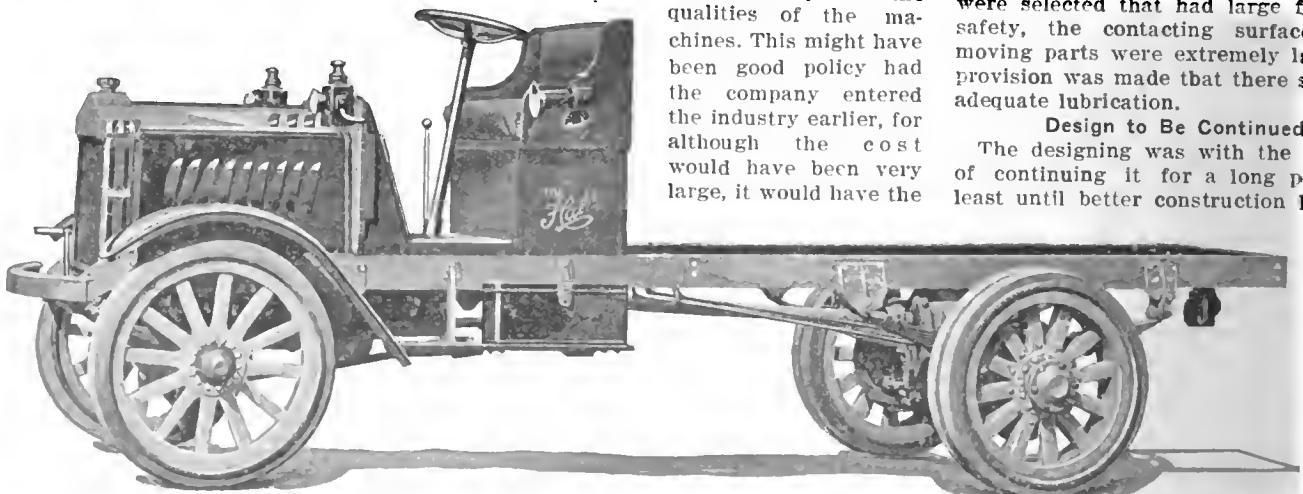 qualities of the ma-
chines. This might have
been good policy had
the company entered
the industry earlier, for
although the cost
would have been very
large, it would have the
were selected that had large
safety, the contacting
moving parts were extremely
provision was made tbat there
adequate lubrication.
Design to Be Continued
The designing was with the
of continuing it for a long
least until better construction
Hal